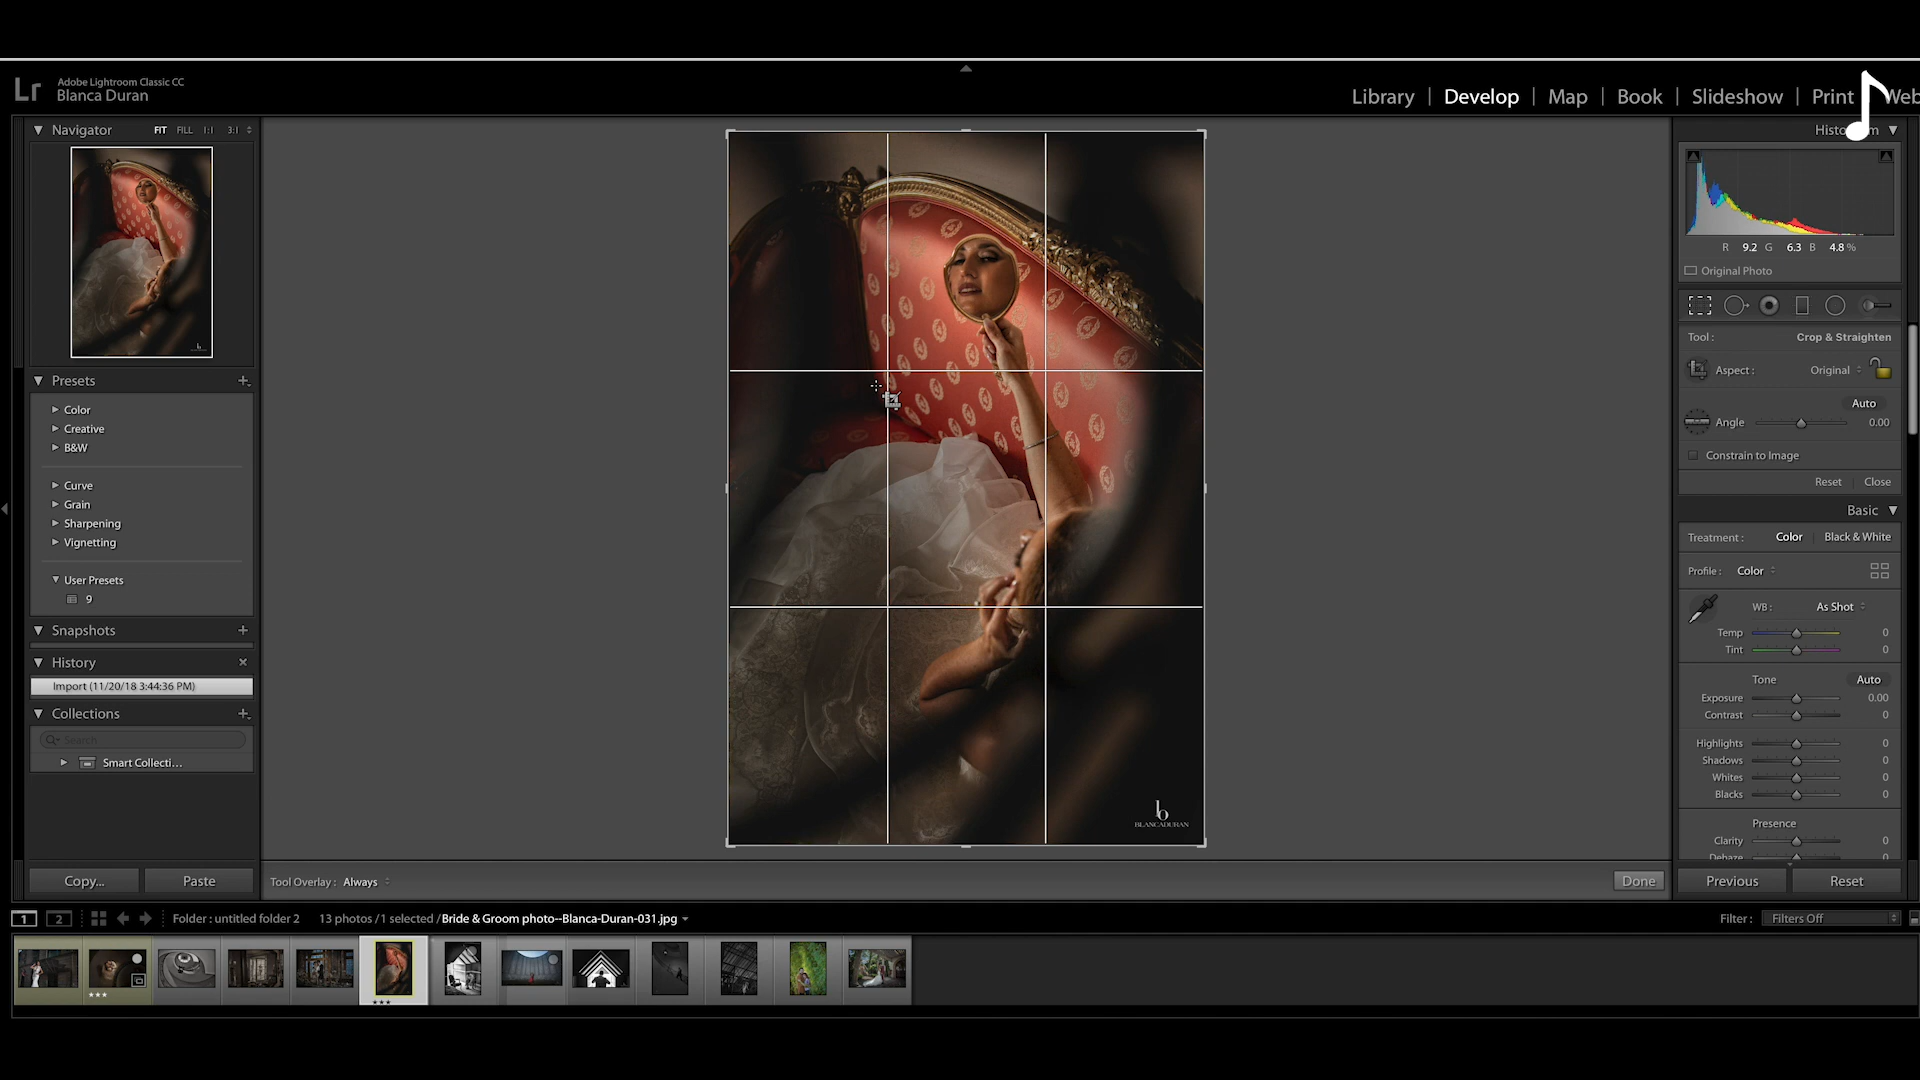 Lr
Adobe Lightroom Classic CC
Blanca Duran
Library | Develop | Map | Book | Slideshow | Print
Navigator FIT FILL 1:1 3:1
Presets
Color
Creative
B&W
Curve
Grain
Sharpening
Vignetting
User Presets
9
Snapshots
History
Import (11/20/18 3:44:36 PM)
Collections
Search
Smart Collecti...
Copy... Paste
BLANCADURAN
Tool Overlay : Always
Done
R 9.2 G 6.3 B 4.8 %
Original Photo
Tool : Crop & Straighten
Aspect : Original
Auto
Angle 0.00
Constrain to Image
Reset Close
Basic
Treatment : Color Black & White
Profile : Color
WB : As Shot
Temp 0
Tint 0
Tone Auto
Exposure 0.00
Contrast 0
Highlights 0
Shadows 0
Whites 0
Blacks 0
Presence
Clarity 0
Dehaze 0
Previous Reset
1 2 Folder : untitled folder 2 13 photos / 1 selected / Bride & Groom photo--Blanca-Duran-031.jpg
Filter : Filters Off